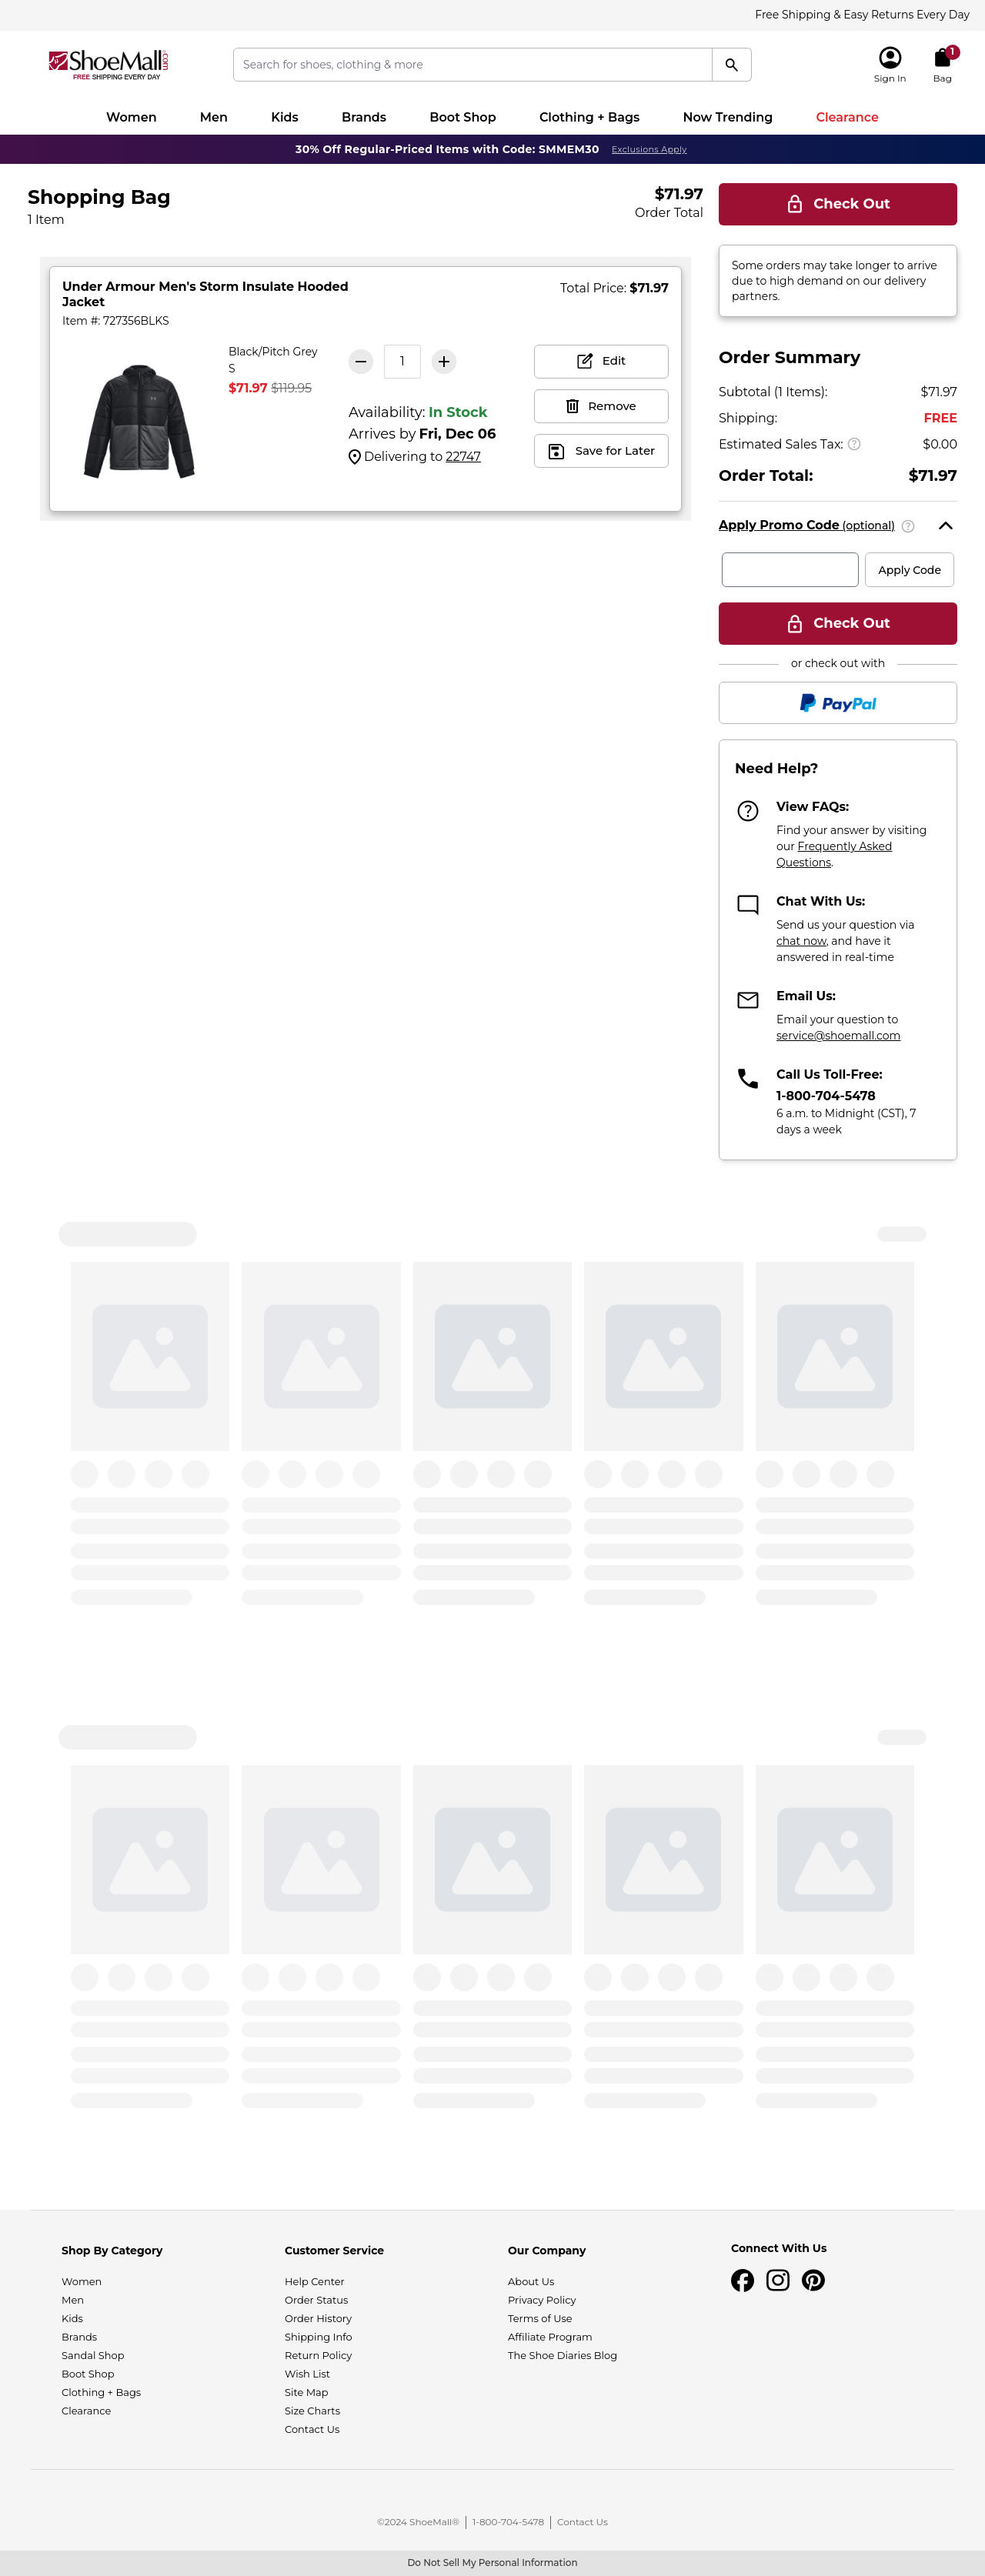 Free Shipping & Easy Returns Every Day
ShoeMall.com
FREE SHIPPING EVERY DAY
Search for shoes, clothing & more
Sign In
1
Bag
Women Men Kids Brands Boot Shop Clothing + Bags Now Trending Clearance
30% Off Regular-Priced Items with Code: SMMEM30 Exclusions Apply
Shopping Bag
1 Item
$71.97
Order Total
Check Out
Some orders may take longer to arrive
due to high demand on our delivery
partners.
Under Armour Men's Storm Insulate Hooded
Jacket
Item #: 727356BLKS
Total Price: $71.97
Black/Pitch Grey
S
$71.97 $119.95
1
Availability: In Stock
Arrives by Fri, Dec 06
Delivering to 22747
Edit
Remove
Save for Later
Order Summary
Subtotal (1 Items): $71.97
Shipping: FREE
Estimated Sales Tax: ? $0.00
Order Total: $71.97
Apply Promo Code (optional) ?
Apply Code
Check Out
or check out with
PayPal
Need Help?
View FAQs:
Find your answer by visiting
our Frequently Asked
Questions.
Chat With Us:
Send us your question via
chat now, and have it
answered in real-time
Email Us:
Email your question to
service@shoemall.com
Call Us Toll-Free:
1-800-704-5478
6 a.m. to Midnight (CST), 7
days a week
Shop By Category
Women
Men
Kids
Brands
Sandal Shop
Boot Shop
Clothing + Bags
Clearance
Customer Service
Help Center
Order Status
Order History
Shipping Info
Return Policy
Wish List
Site Map
Size Charts
Contact Us
Our Company
About Us
Privacy Policy
Terms of Use
Affiliate Program
The Shoe Diaries Blog
Connect With Us
©2024 ShoeMall® 1-800-704-5478 Contact Us
Do Not Sell My Personal Information